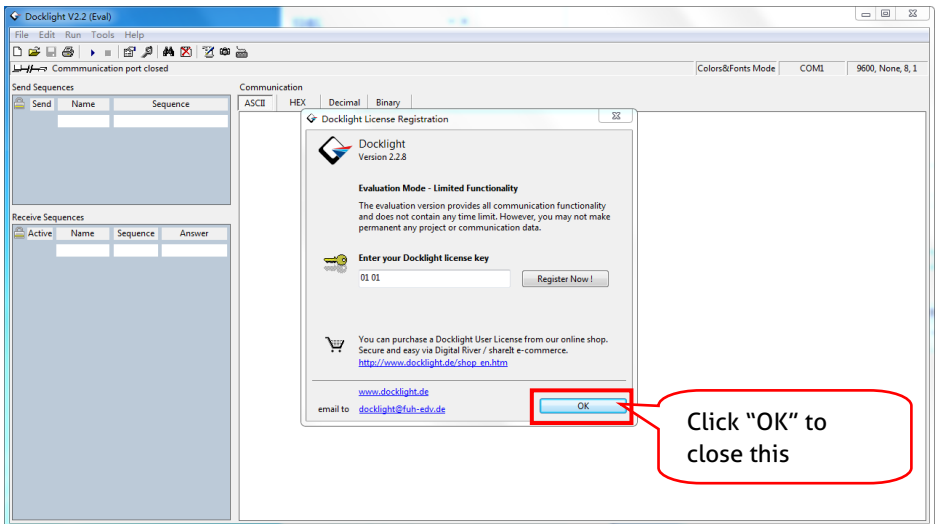 Docklight V2.2 (Eval)
File Edit Run Tools Help
Commmunication port closed
Colors&Fonts Mode COM1 9600, None, 8, 1
Send Sequences
Send Name Sequence
Communication
ASCII HEX Decimal Binary
Receive Sequences
Active Name Sequence Answer
Docklight License Registration
Docklight
Version 2.2.8
Evaluation Mode - Limited Functionality
The evaluation version provides all communication functionality
and does not contain any time limit. However, you may not make
permanent any project or communication data.
Enter your Docklight license key
01 01
Register Now !
You can purchase a Docklight User License from our online shop.
Secure and easy via Digital River / shareIt e-commerce.
http://www.docklight.de/shop_en.htm
www.docklight.de
email to docklight@fuh-edv.de
OK
Click “OK” to
close this